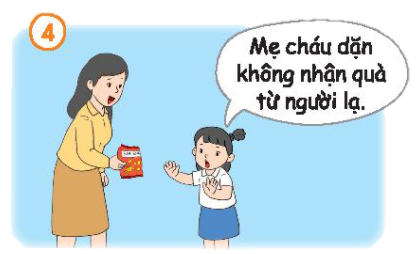 4
Mẹ cháu dặn
không nhận quà
từ người lạ.